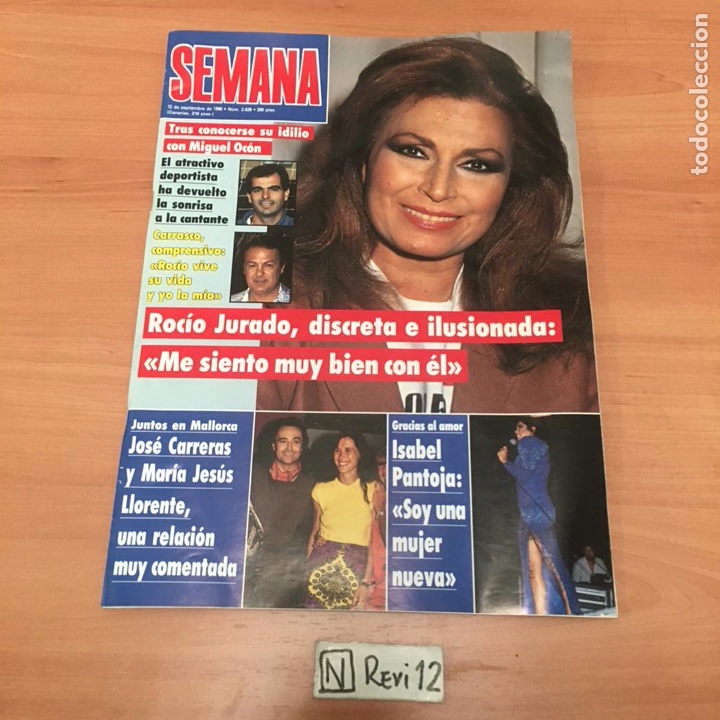 SEMANA
12 de septiembre de 1990 • Núm. 2.639 • 200 ptas.
(Canarias, 210 ptas.)
Tras conocerse su idilio
con Miguel Ocón
El atractivo
deportista
ha devuelto
la sonrisa
a la cantante
Carrasco,
comprensivo:
«Rocío vive
su vida
y yo la mía»
Rocío Jurado, discreta e ilusionada:
«Me siento muy bien con él»
Juntos en Mallorca
José Carreras
y María Jesús
Llorente,
una relación
muy comentada
Gracias al amor
Isabel
Pantoja:
«Soy una
mujer
nueva»
N Revi 12
todocoleccion